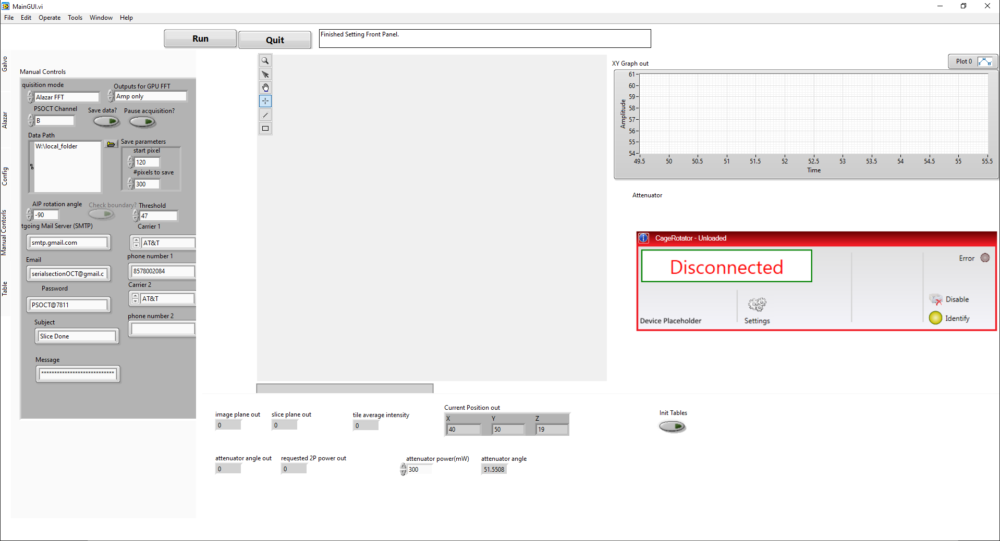 MainGUI.vi
File Edit Operate Tools Window Help
Run
Quit
Finished Setting Front Panel.
Galvo
Alazar
Config
Manual Contorls
Table
Manual Controls
quisition mode
Alazar FFT
Outputs for GPU FFT
Amp only
PSOCT Channel
B
Save data?
Pause acquisition?
Data Path
W:\local_folder
Save parameters
start pixel
120
#pixels to save
300
AIP rotation angle
-90
Check boundary?
Threshold
47
tgoing Mail Server (SMTP)
smtp.gmail.com
Carrier 1
AT&T
Email
serialsectionOCT@gmail.c
phone number 1
8578002084
Password
PSOCT@7811
Carrier 2
AT&T
Subject
Slice Done
phone number 2
Message
****************************
XY Graph out
Plot 0
Amplitude
61
60
59
58
57
56
55
54
49.5 50 50.5 51 51.5 52 52.5 53 53.5 54 54.5 55 55.5
Time
Attenuator
CageRotator - Unloaded
Disconnected
Error
Disable
Identify
Device Placeholder
Settings
image plane out
0
slice plane out
0
tile average intensity
0
Current Position out
X Y Z
40 50 19
Init Tables
attenuator angle out
0
requested 2P power out
0
attenuator power(mW)
300
attenuator angle
51.5508